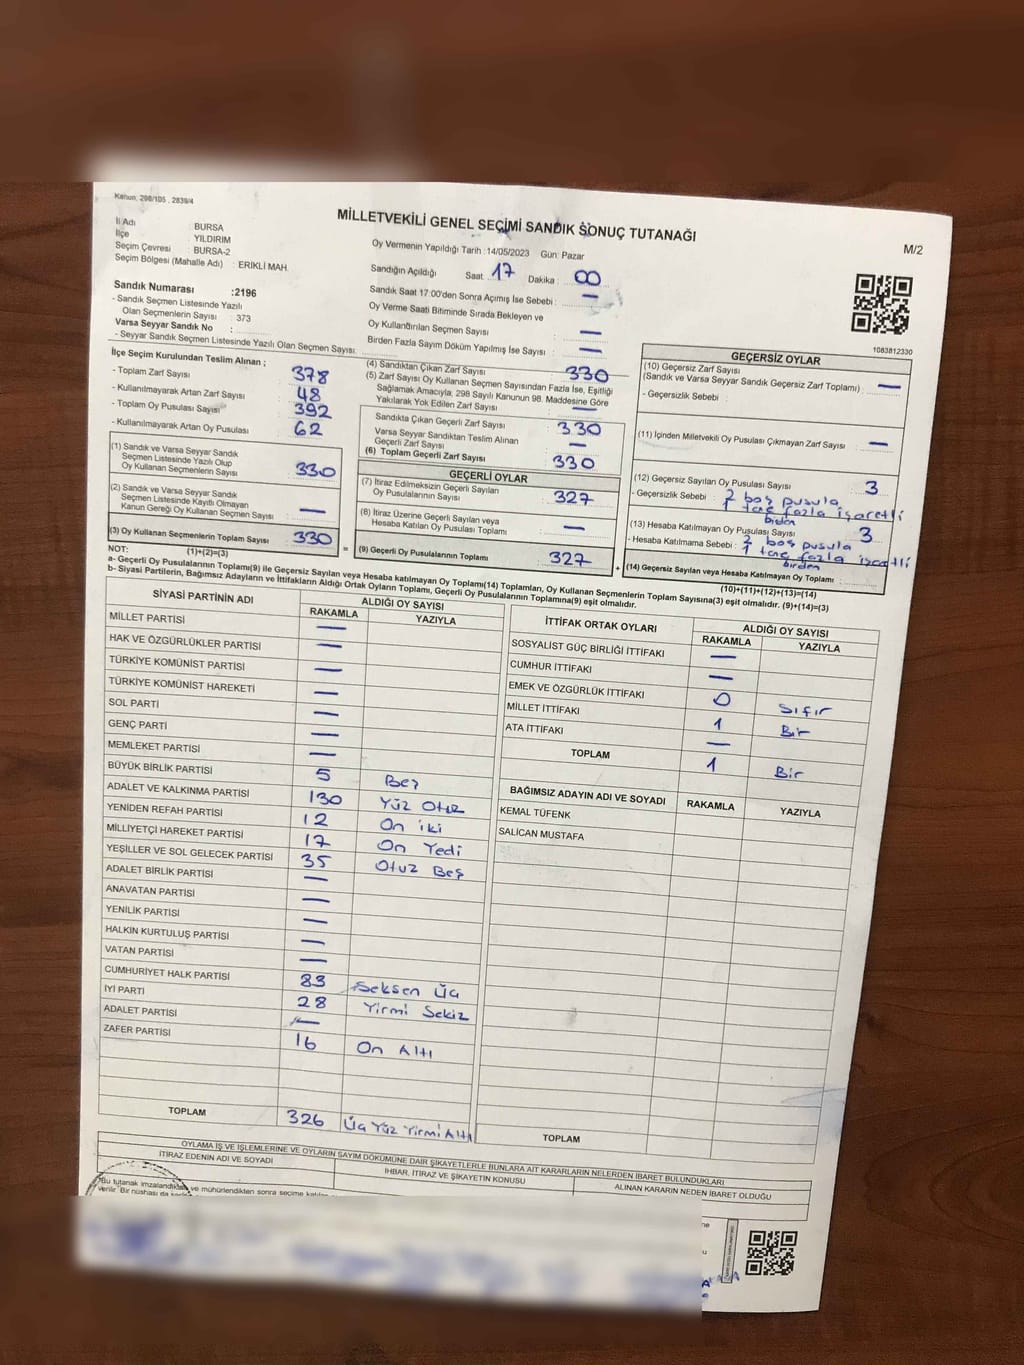 Kanun, 298/105 , 2839/4
MİLLETVEKİLİ GENEL SEÇİMİ SANDIK SONUÇ TUTANAĞI
M/2
İl Adı BURSA
İlçe YILDIRIM
Seçim Çevresi : BURSA-2
Seçim Bölgesi (Mahalle Adı) : ERIKLİ MAH.
Oy Vermenin Yapıldığı Tarih : 14/05/2023 Gün: Pazar
Sandığın Açıldığı Saat 17 Dakika : 00
Sandık Saat 17:00'den Sonra Açımış İse Sebebi : —
Oy Verme Saati Bitiminde Sırada Bekleyen ve
Oy Kullandırılan Seçmen Sayısı —
Birden Fazla Sayım Döküm Yapılmış İse Sayısı : —
Sandık Numarası :2196
- Sandık Seçmen Listesinde Yazılı
Olan Seçmenlerin Sayısı : 373
Varsa Seyyar Sandık No :
- Seyyar Sandık Seçmen Listesinde Yazılı Olan Seçmen Sayısı:
1083812330
İlçe Seçim Kurulundan Teslim Alınan ;
- Toplam Zarf Sayısı 378
- Kullanılmayarak Artan Zarf Sayısı 48
- Toplam Oy Pusulası Sayısı 392
- Kullanılmayarak Artan Oy Pusulası 62
(1) Sandık ve Varsa Seyyar Sandık
Seçmen Listesinde Yazılı Olup
Oy Kullanan Seçmenlerin Sayısı 330
(2) Sandık ve Varsa Seyyar Sandık
Seçmen Listesinde Kayıtlı Olmayan
Kanun Gereği Oy Kullanan Seçmen Sayısı —
(3) Oy Kullanan Seçmenlerin Toplam Sayısı 330
(1)+(2)=(3)
(4) Sandıktan Çıkan Zarf Sayısı 330
(5) Zarf Sayısı Oy Kullanan Seçmen Sayısından Fazla İse, Eşitliği
Sağlamak Amacıyla, 298 Sayılı Kanunun 98. Maddesine Göre
Yakılarak Yok Edilen Zarf Sayısı —
Sandıkta Çıkan Geçerli Zarf Sayısı 330
Varsa Seyyar Sandıktan Teslim Alınan
Geçerli Zarf Sayısı —
(6) Toplam Geçerli Zarf Sayısı 330
GEÇERLİ OYLAR
(7) İtiraz Edilmeksizin Geçerli Sayılan
Oy Pusulalarının Sayısı 327
(8) İtiraz Üzerine Geçerli Sayılan veya
Hesaba Katılan Oy Pusulası Toplamı —
= (9) Geçerli Oy Pusulalarının Toplamı 327 +
GEÇERSİZ OYLAR
(10) Geçersiz Zarf Sayısı
(Sandık ve Varsa Seyyar Sandık Geçersiz Zarf Toplamı) —
- Geçersizlik Sebebi
(11) İçinden Milletvekili Oy Pusulası Çıkmayan Zarf Sayısı —
(12) Geçersiz Sayılan Oy Pusulası Sayısı 3
- Geçersizlik Sebebi 2 boş pusula
1 tane fazla işaretli
birden
(13) Hesaba Katılmayan Oy Pusulası Sayısı 3
- Hesaba Katılmama Sebebi : 2 boş pusula
1 tane fazla işaretli
birden
(14) Geçersiz Sayılan veya Hesaba Katılmayan Oy Toplamı :
(10)+(11)+(12)+(13)=(14)
NOT:
a- Geçerli Oy Pusulalarının Toplamı(9) ile Geçersiz Sayılan veya Hesaba katılmayan Oy Toplamı(14) Toplamları, Oy Kullanan Seçmenlerin Toplam Sayısına(3) eşit olmalıdır. (9)+(14)=(3)
b- Siyasi Partilerin, Bağımsız Adayların ve İttifakların Aldığı Ortak Oyların Toplamı, Geçerli Oy Pusulalarının Toplamına(9) eşit olmalıdır.
SİYASİ PARTİNİN ADI ALDIĞI OY SAYISI
RAKAMLA YAZIYLA
MİLLET PARTİSİ —
HAK VE ÖZGÜRLÜKLER PARTİSİ —
TÜRKİYE KOMÜNİST PARTİSİ —
TÜRKİYE KOMÜNİST HAREKETİ —
SOL PARTİ —
GENÇ PARTİ —
MEMLEKET PARTİSİ —
BÜYÜK BİRLİK PARTİSİ 5 Beş
ADALET VE KALKINMA PARTİSİ 130 Yüz Otuz
YENİDEN REFAH PARTİSİ 12 On iki
MİLLİYETÇİ HAREKET PARTİSİ 17 On Yedi
YEŞİLLER VE SOL GELECEK PARTİSİ 35 Otuz Beş
ADALET BİRLİK PARTİSİ —
ANAVATAN PARTİSİ —
YENİLİK PARTİSİ —
HALKIN KURTULUŞ PARTİSİ —
VATAN PARTİSİ —
CUMHURİYET HALK PARTİSİ 83 Seksen Üç
İYİ PARTİ 28 Yirmi Sekiz
ADALET PARTİSİ —
ZAFER PARTİSİ 16 On Altı
TOPLAM 326 Üç Yüz Yirmi Altı
İTTİFAK ORTAK OYLARI ALDIĞI OY SAYISI
RAKAMLA YAZIYLA
SOSYALIST GÜÇ BİRLİĞİ İTTİFAKI —
CUMHUR İTTİFAKI —
EMEK VE ÖZGÜRLÜK İTTİFAKI 0 Sıfır
MİLLET İTTİFAKI 1 Bir
ATA İTTİFAKI —
TOPLAM 1 Bir
BAĞIMSIZ ADAYIN ADI VE SOYADI RAKAMLA YAZIYLA
KEMAL TÜFENK
SALİCAN MUSTAFA
TOPLAM
OYLAMA İŞ VE İŞLEMLERİNE VE OYLARIN SAYIM DÖKÜMÜNE DAİR ŞİKAYETLERLE BUNLARA AİT KARARLARIN NELERDEN İBARET BULUNDUKLARI
İTİRAZ EDENİN ADI VE SOYADI İHBAR, İTİRAZ VE ŞİKAYETİN KONUSU ALINAN KARARIN NEDEN İBARET OLDUĞU
Bu tutanak imzalandıktan ve mühürlendikten sonra seçime
verilir. Bir nüshası da